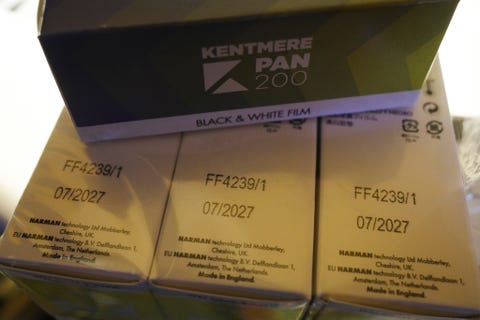 KENTMERE
PAN
200
BLACK & WHITE FILM
FF4239/1
07/2027
HARMAN technology Ltd Mobberley,
Cheshire, UK.
EU HARMAN technology B.V. Delflandlaan 1,
Amsterdam, The Netherlands.
Made in England.
FF4239/1
07/2027
HARMAN technology Ltd Mobberley,
Cheshire, UK.
EU HARMAN technology B.V. Delflandlaan 1,
Amsterdam, The Netherlands.
Made in England.
FF4239/1
07/2027
HARMAN technology Ltd Mobberley,
Cheshire, UK.
EU HARMAN technology B.V. Delflandlaan 1,
Amsterdam, The Netherlands.
Made in England.